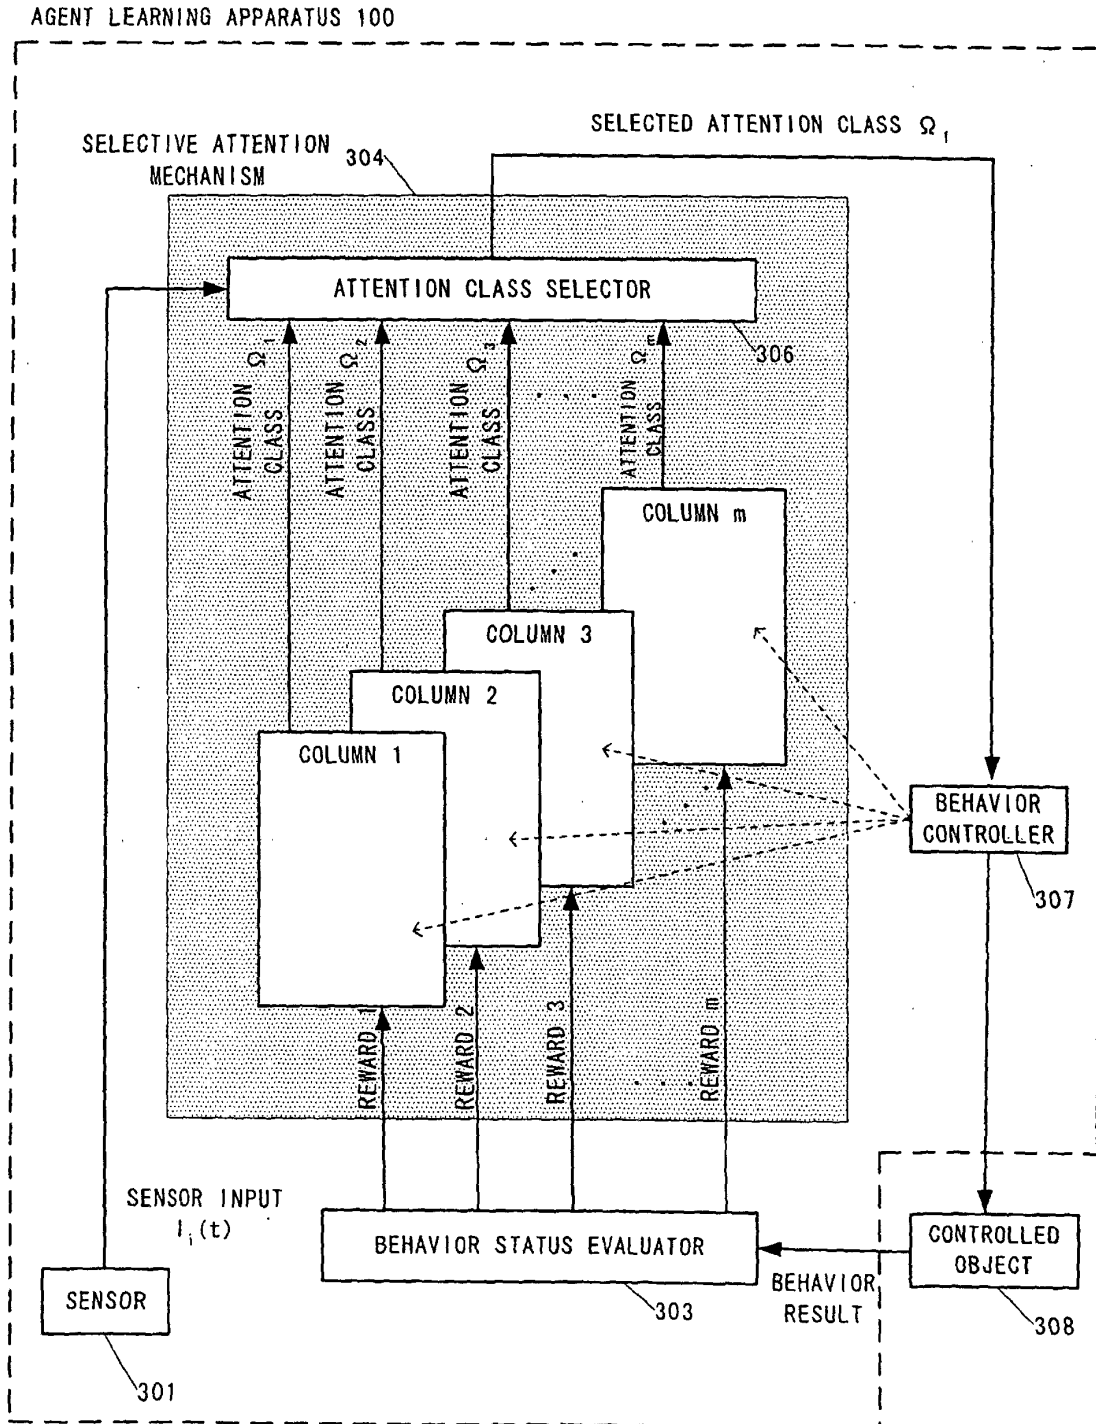 AGENT LEARNING APPARATUS 100
SELECTED ATTENTION CLASS Ω1
SELECTIVE ATTENTION
MECHANISM
304
ATTENTION CLASS SELECTOR
306
ATTENTION Ω1
CLASS
ATTENTION Ω2
CLASS
ATTENTION Ω3
CLASS
ATTENTION Ωm
CLASS
COLUMN m
COLUMN 3
COLUMN 2
COLUMN 1
BEHAVIOR
CONTROLLER
307
REWARD 1
REWARD 2
REWARD 3
REWARD m
SENSOR INPUT
Ii(t)
BEHAVIOR STATUS EVALUATOR
303
BEHAVIOR
RESULT
CONTROLLED
OBJECT
308
SENSOR
301